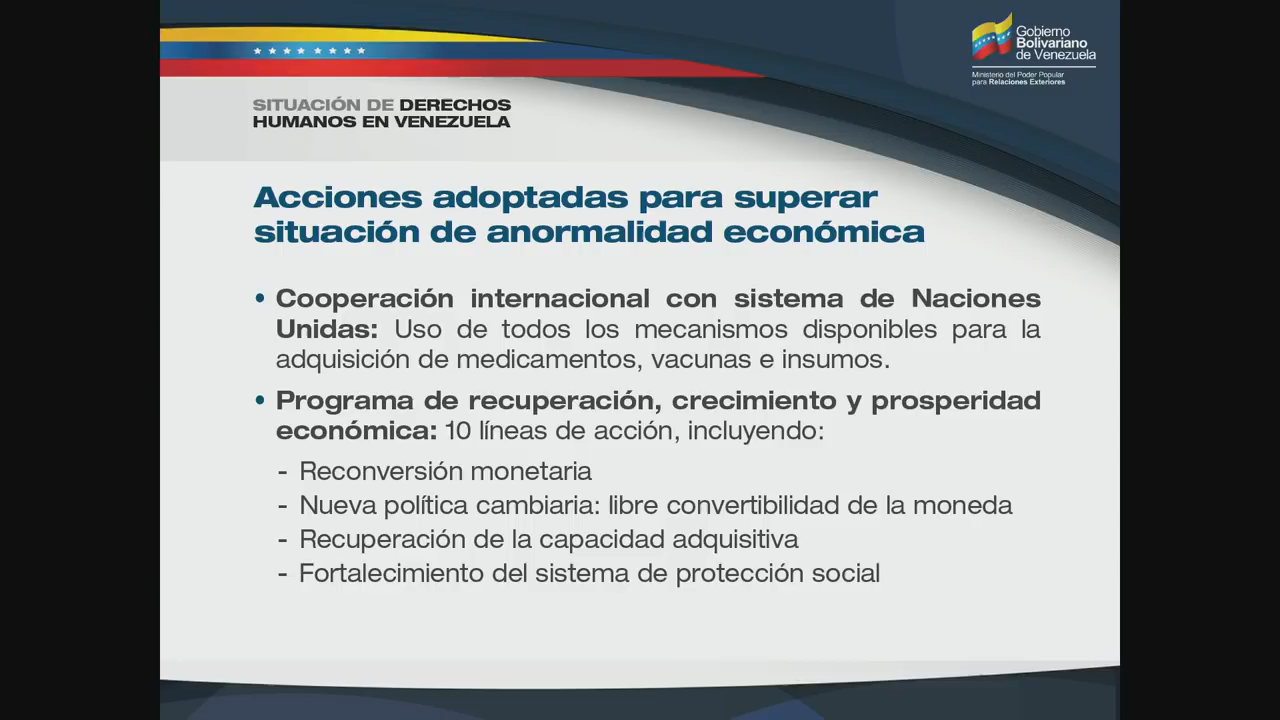 Gobierno
Bolivariano
de Venezuela
Ministerio del Poder Popular
para Relaciones Exteriores
SITUACIÓN DE DERECHOS
HUMANOS EN VENEZUELA
Acciones adoptadas para superar
situación de anormalidad económica
• Cooperación internacional con sistema de Naciones
Unidas: Uso de todos los mecanismos disponibles para la
adquisición de medicamentos, vacunas e insumos.
• Programa de recuperación, crecimiento y prosperidad
económica: 10 líneas de acción, incluyendo:
- Reconversión monetaria
- Nueva política cambiaria: libre convertibilidad de la moneda
- Recuperación de la capacidad adquisitiva
- Fortalecimiento del sistema de protección social